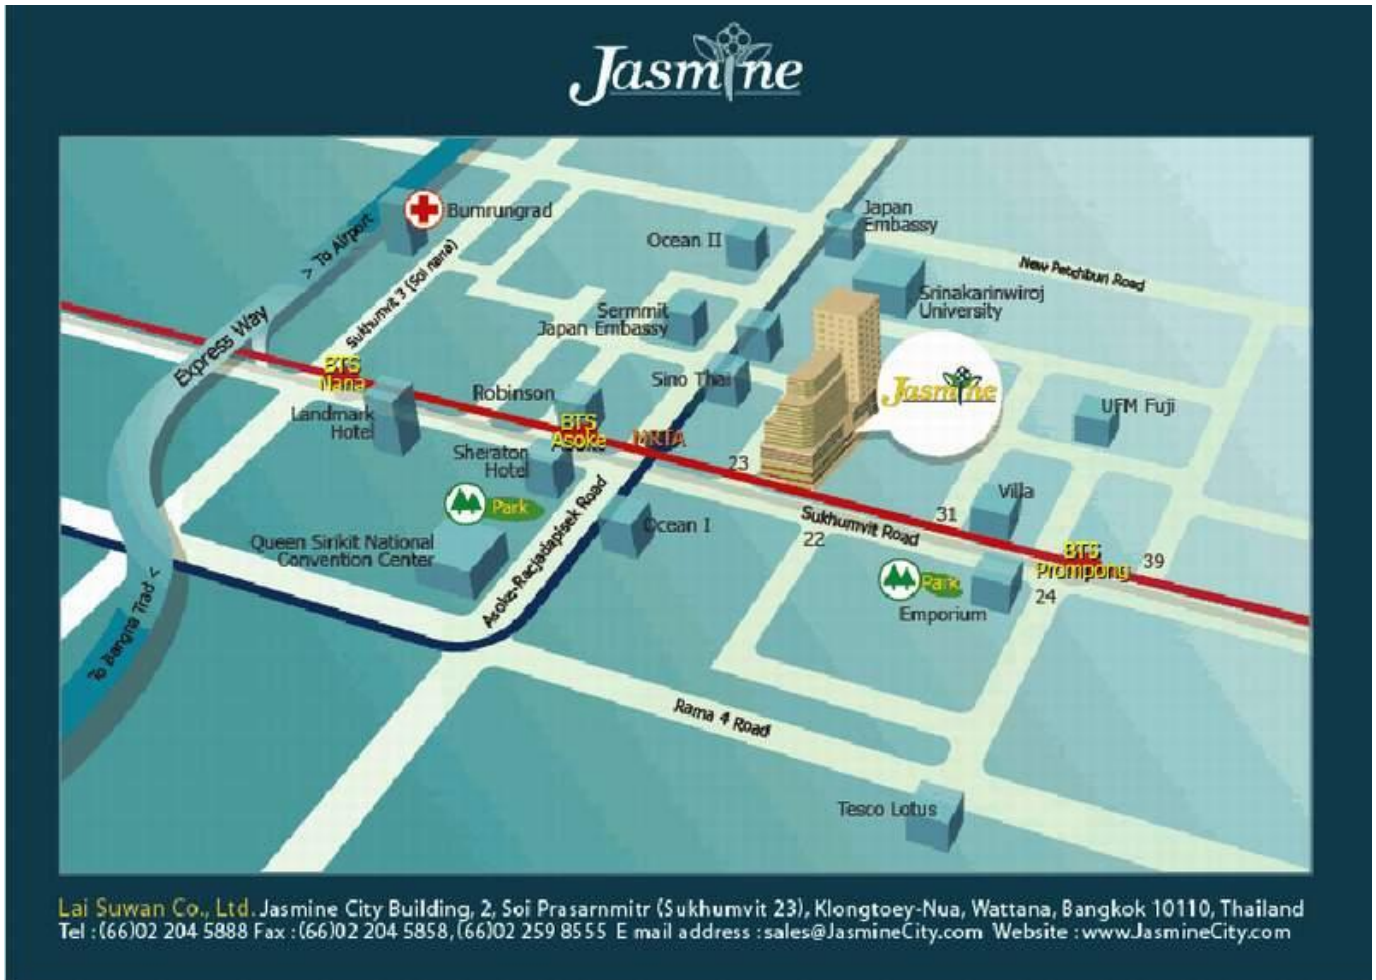 Jasmine
Bumrungrad
Japan
Embassy
Ocean II
> To Airport
Sukhumvit 3 (Soi nana)
New Petchburi Road
Srinakarinwiroj
University
Sermmit
Japan Embassy
Express Way
BTS
Nana
Sino Thai
Jasmine
Robinson
Landmark
Hotel
UFM Fuji
BTS
Asoke
MRTA
Sheraton
Hotel
23
Villa
Park
Sukhumvit Road
31
22
Ocean I
Asoke-Racjadapisek Road
Queen Sirikit National
Convention Center
BTS
Prompong
39
Park
24
Emporium
To Bangna Trad <
Rama 4 Road
Tesco Lotus
Lai Suwan Co., Ltd. Jasmine City Building, 2, Soi Prasarnmitr (Sukhumvit 23), Klongtoey-Nua, Wattana, Bangkok 10110, Thailand
Tel :(66)02 204 5888 Fax :(66)02 204 5858,(66)02 259 8555 E mail address :sales@JasmineCity.com Website :www.JasmineCity.com